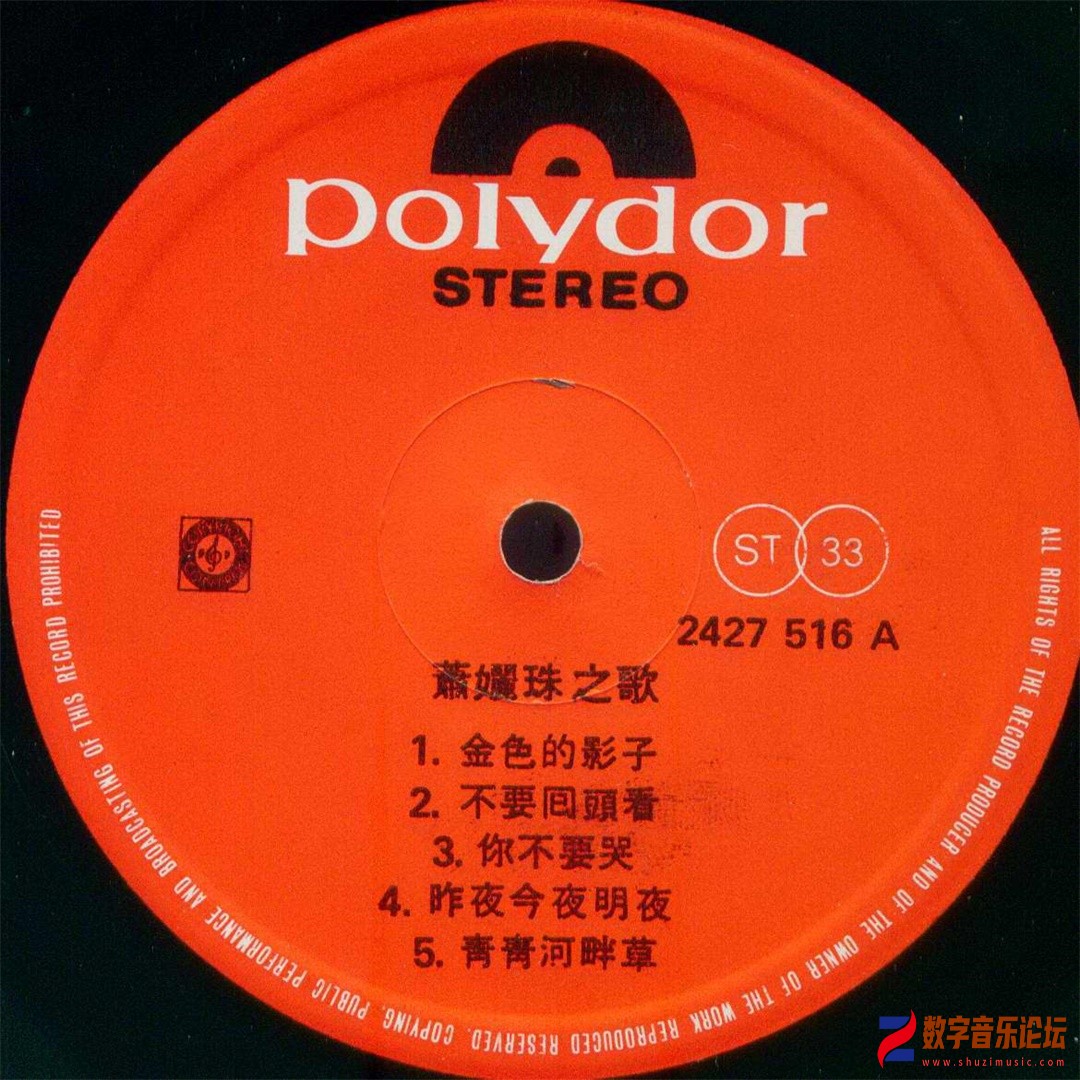 polydor
STEREO
ST 33
2427 516 A
蕭孋珠之歌
1. 金色的影子
2. 不要囘頭看
3. 你不要哭
4. 昨夜今夜明夜
5. 靑靑河畔草
ALL RIGHTS OF THE RECORD PRODUCER AND OF THE OWNER OF THE WORK REPRODUCED RESERVED. COPYING, PUBLIC PERFORMANCE AND BROADCASTING OF THIS RECORD PROHIBITED
数字音乐论坛
www.shuzimusic.com